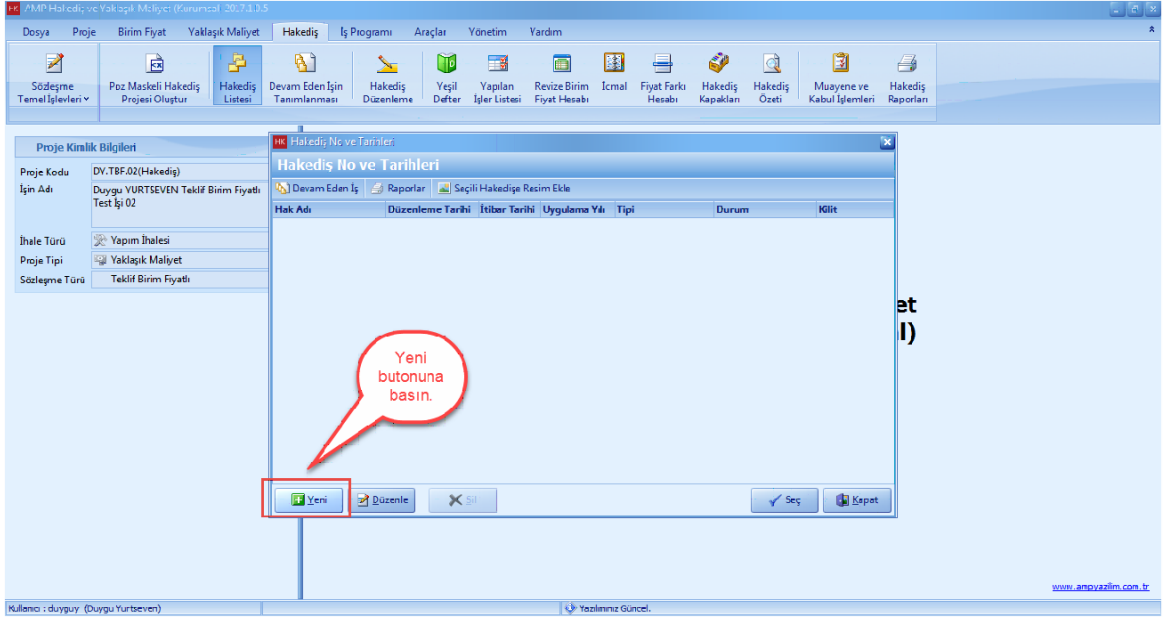 HK AMP Hakediş ve Yaklaşık Maliyet (Kurumsal) 2017.1.0.5
Dosya Proje Birim Fiyat Yaklaşık Maliyet Hakediş İş Programı Araçlar Yönetim Yardım
Sözleşme Temel İşlevleri
Poz Maskeli Hakediş Projesi Oluştur
Hakediş Listesi
Devam Eden İşin Tanımlanması
Hakediş Düzenleme
Yeşil Defter
Yapılan İşler Listesi
Revize Birim Fiyat Hesabı
İcmal
Fiyat Farkı Hesabı
Hakediş Kapakları
Hakediş Özeti
Muayene ve Kabul İşlemleri
Hakediş Raporları
Proje Kimlik Bilgileri
Proje Kodu DV.TBF.02(Hakediş)
İşin Adı Duygu YURTSEVEN Teklif Birim Fiyatlı
Test İşi 02
İhale Türü Yapım İhalesi
Proje Tipi Yaklaşık Maliyet
Sözleşme Türü Teklif Birim Fiyatlı
HK Hakediş No ve Tarihleri
Hakediş No ve Tarihleri
Devam Eden İş Raporlar Seçili Hakedişe Resim Ekle
Hak Adı Düzenleme Tarihi İtibar Tarihi Uygulama Yılı Tipi Durum Kilit
et
l)
Yeni
butonuna
basın.
Yeni Düzenle Sil Seç Kapat
www.ampyazilim.com.tr
Kullanıcı : duyguy (Duygu Yurtseven) Yazılımınız Güncel.